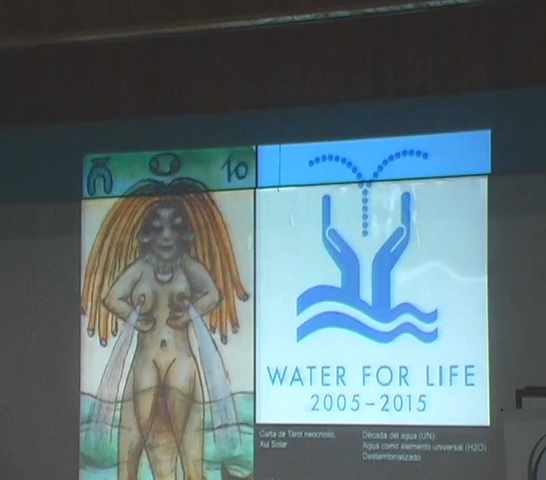 10
WATER FOR LIFE
2005–2015
Carta de Tarot neocriollo,
Xul Solar
Década del agua (UN).
Agua como elemento universal (H2O)
Desterritorializado